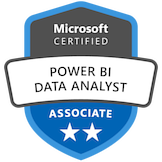 Microsoft
CERTIFIED
POWER BI
DATA ANALYST
ASSOCIATE